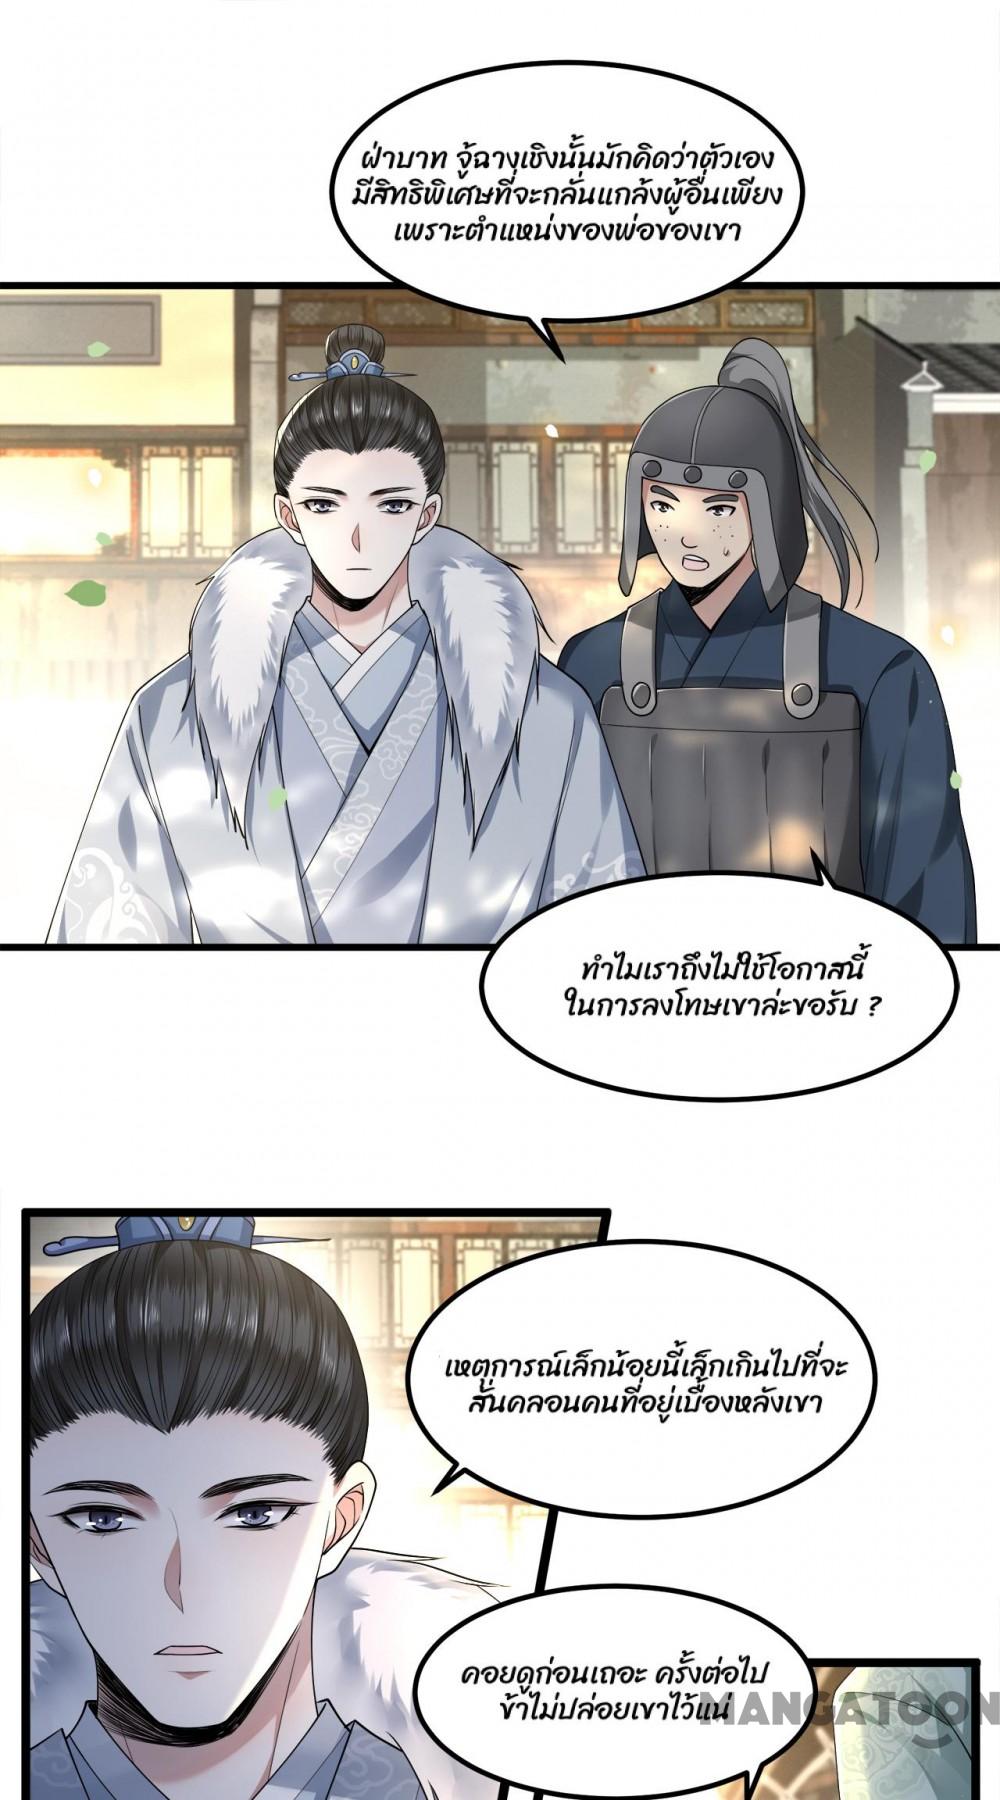 ฝ่าบาท จู้ฉางเชิงนั้นมักคิดว่าตัวเอง
มีสิทธิพิเศษที่จะกลั่นแกล้งผู้อื่นเพียง
เพราะตำแหน่งของพ่อของเขา
ทำไมเราถึงไม่ใช้โอกาสนี้
ในการลงโทษเขาล่ะขอรับ ?
เหตุการณ์เล็กน้อยนี้เล็กเกินไปที่จะ
สั่นคลอนคนที่อยู่เบื้องหลังเขา
คอยดูก่อนเถอะ ครั้งต่อไป
ข้าไม่ปล่อยเขาไว้แน่
MANGATOON